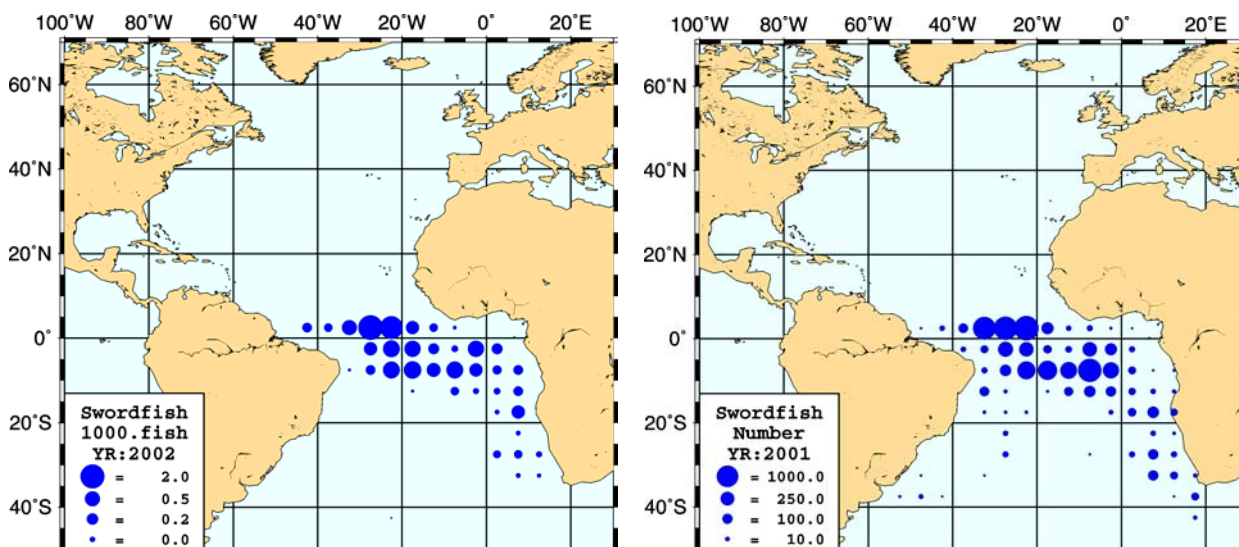 100°W 80°W 60°W 40°W 20°W 0° 20°E
60°N
40°N
20°N
0°
20°S
40°S
Swordfish
1000.fish
YR:2002
= 2.0
= 0.5
= 0.2
= 0.0
100°W 80°W 60°W 40°W 20°W 0° 20°E
60°N
40°N
20°N
0°
20°S
40°S
Swordfish
Number
YR:2001
= 1000.0
= 250.0
= 100.0
= 10.0